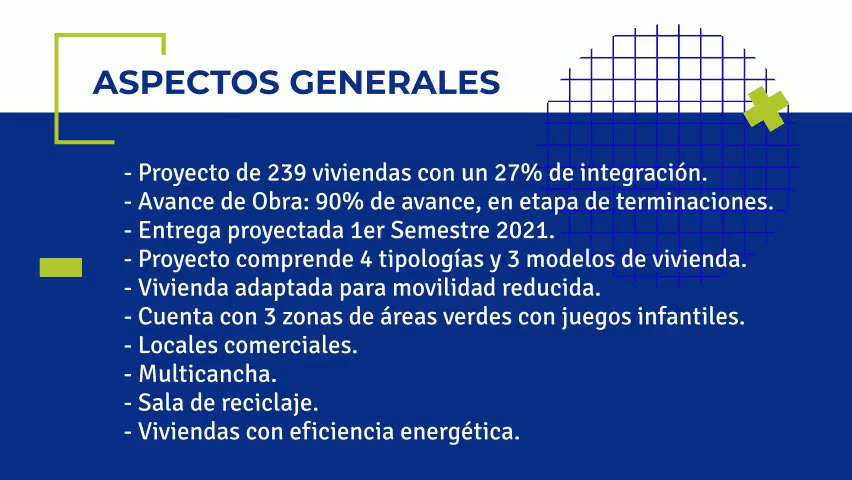 ASPECTOS GENERALES
- Proyecto de 239 viviendas con un 27% de integración.
- Avance de Obra: 90% de avance, en etapa de terminaciones.
- Entrega proyectada 1er Semestre 2021.
- Proyecto comprende 4 tipologías y 3 modelos de vivienda.
- Vivienda adaptada para movilidad reducida.
- Cuenta con 3 zonas de áreas verdes con juegos infantiles.
- Locales comerciales.
- Multicancha.
- Sala de reciclaje.
- Viviendas con eficiencia energética.